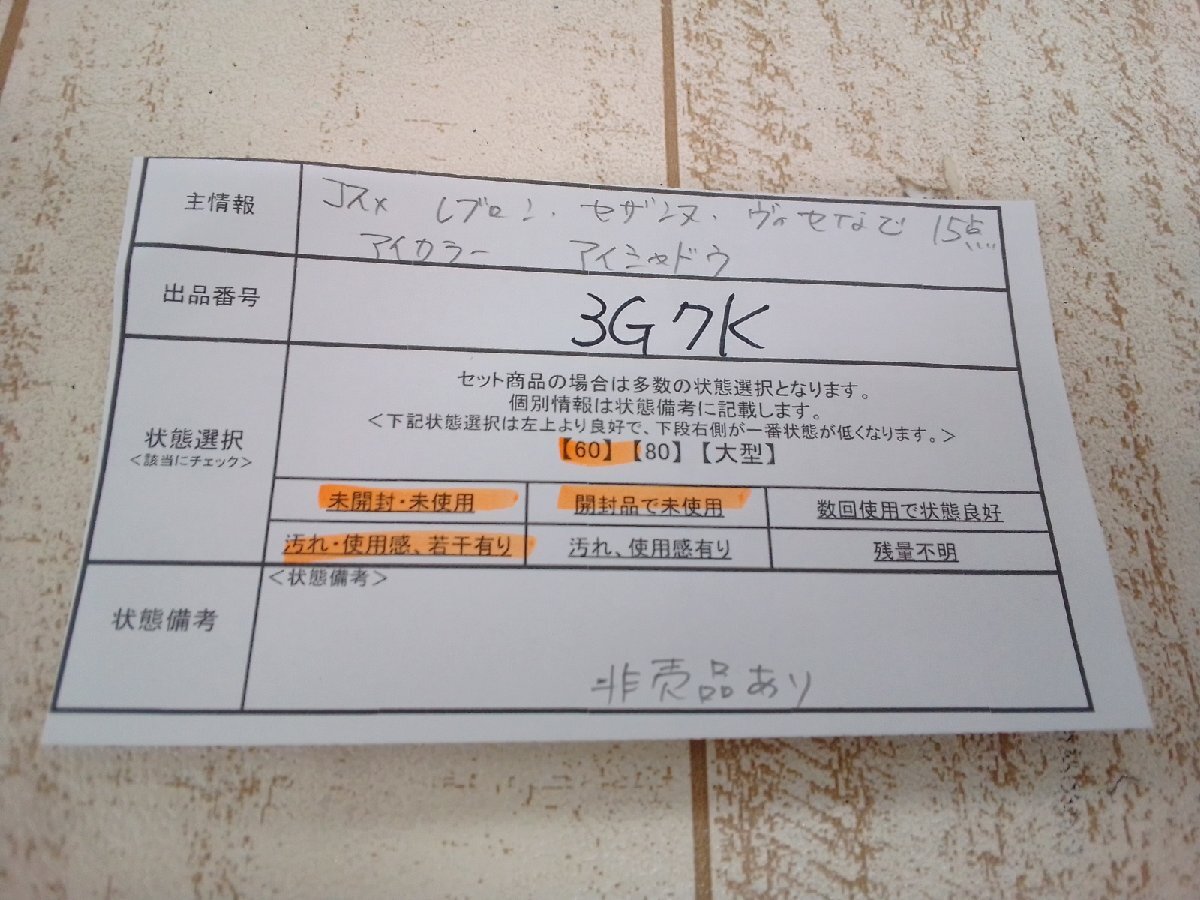 主情報
コスメ レブロン・セザンヌ・ヴィセなど 15点
アイカラー アイシャドウ
出品番号
3G7K
状態選択
<該当にチェック>
セット商品の場合は多数の状態選択となります。
個別情報は状態備考に記載します。
<下記状態選択は左上より良好で、下段右側が一番状態が低くなります。>
【60】【80】【大型】
未開封・未使用 開封品で未使用 数回使用で状態良好
汚れ・使用感、若干有り 汚れ、使用感有り 残量不明
状態備考
<状態備考>
非売品あり